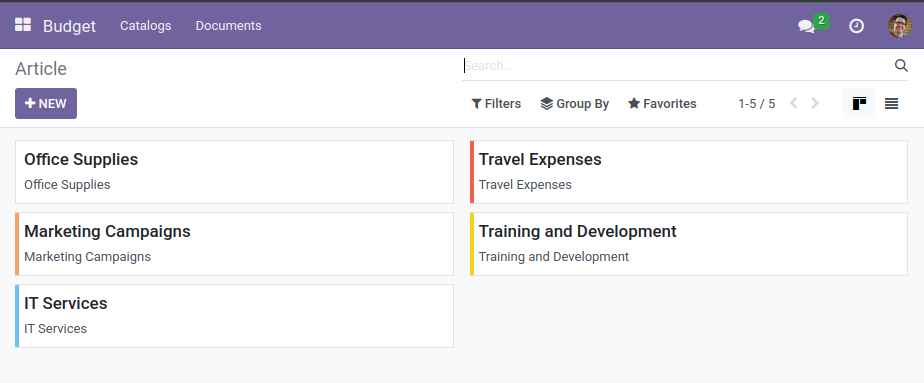 Budget Catalogs Documents 2
Article
Search...
NEW
Filters Group By Favorites 1-5 / 5
Office Supplies
Office Supplies
Travel Expenses
Travel Expenses
Marketing Campaigns
Marketing Campaigns
Training and Development
Training and Development
IT Services
IT Services